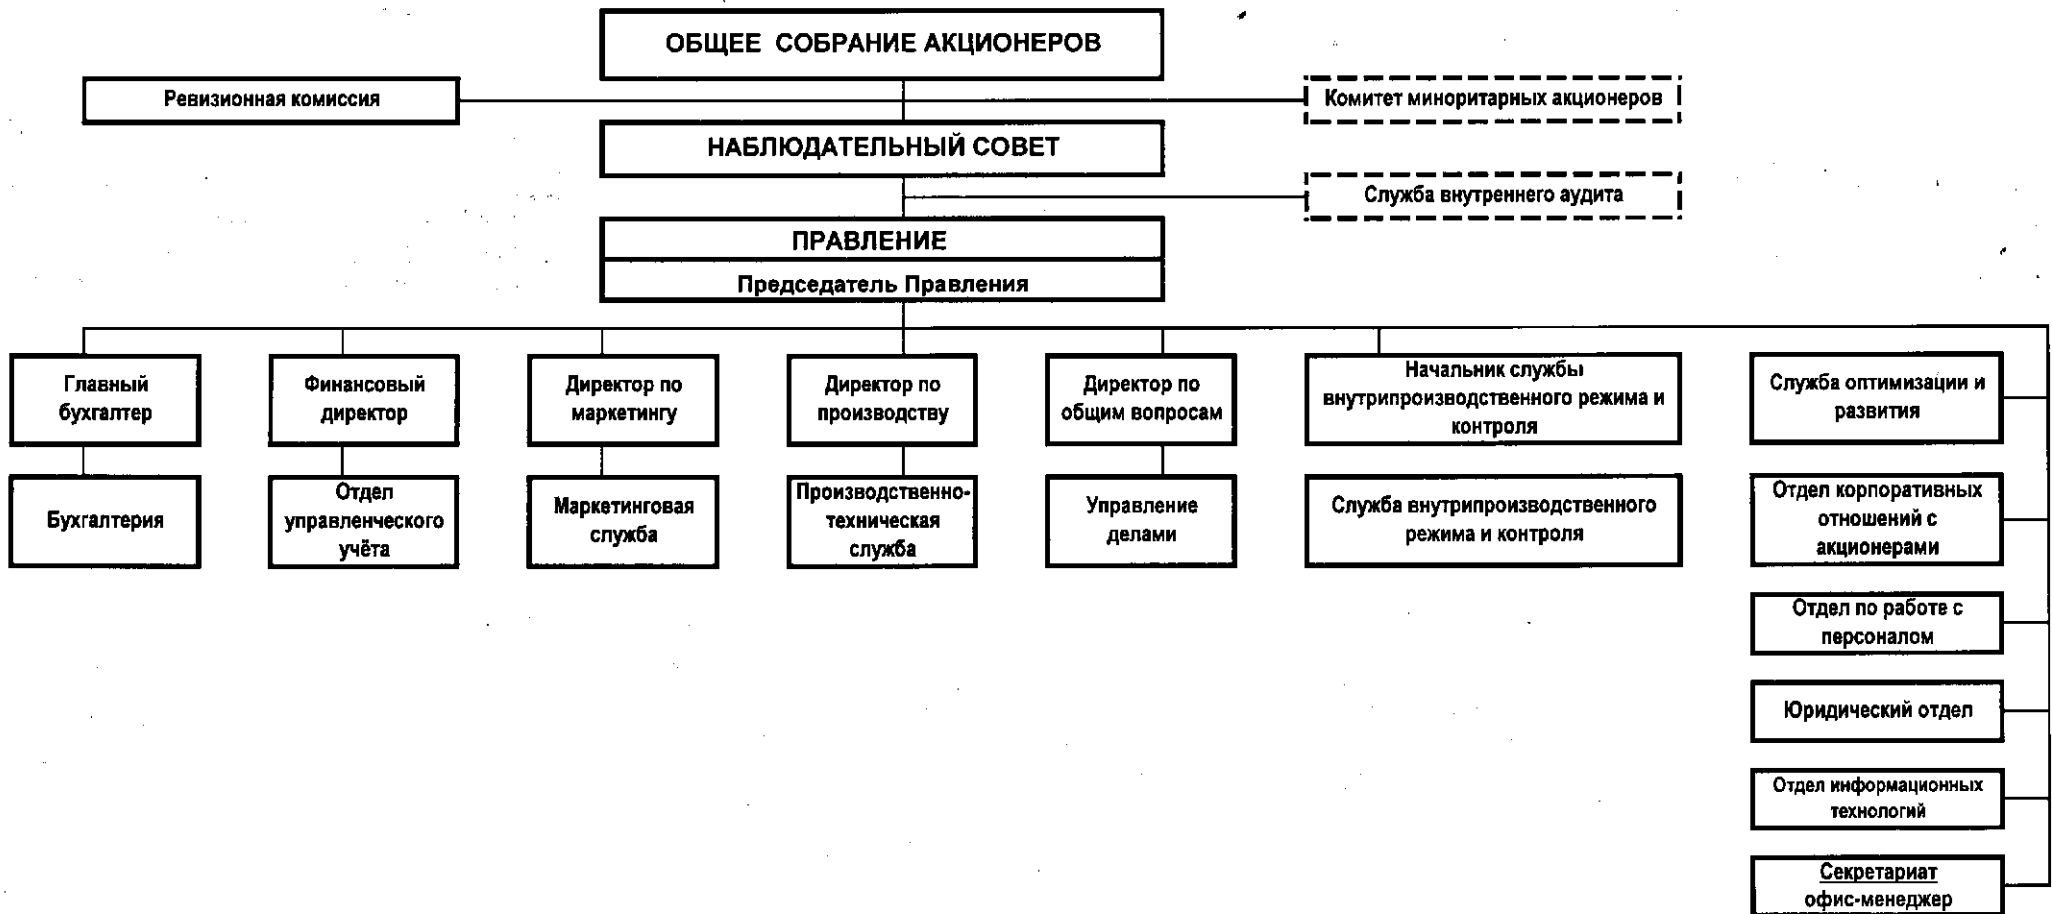 ОБЩЕЕ СОБРАНИЕ АКЦИОНЕРОВ
Ревизионная комиссия
Комитет миноритарных акционеров
НАБЛЮДАТЕЛЬНЫЙ СОВЕТ
Служба внутреннего аудита
ПРАВЛЕНИЕ
Председатель Правления
Главный
бухгалтер
Финансовый
директор
Директор по
маркетингу
Директор по
производству
Директор по
общим вопросам
Начальник службы
внутрипроизводственного режима и
контроля
Служба оптимизации и
развития
Бухгалтерия
Отдел
управленческого
учёта
Маркетинговая
служба
Производственно-
техническая
служба
Управление
делами
Служба внутрипроизводственного
режима и контроля
Отдел корпоративных
отношений с
акционерами
Отдел по работе с
персоналом
Юридический отдел
Отдел информационных
технологий
Секретариат
офис-менеджер